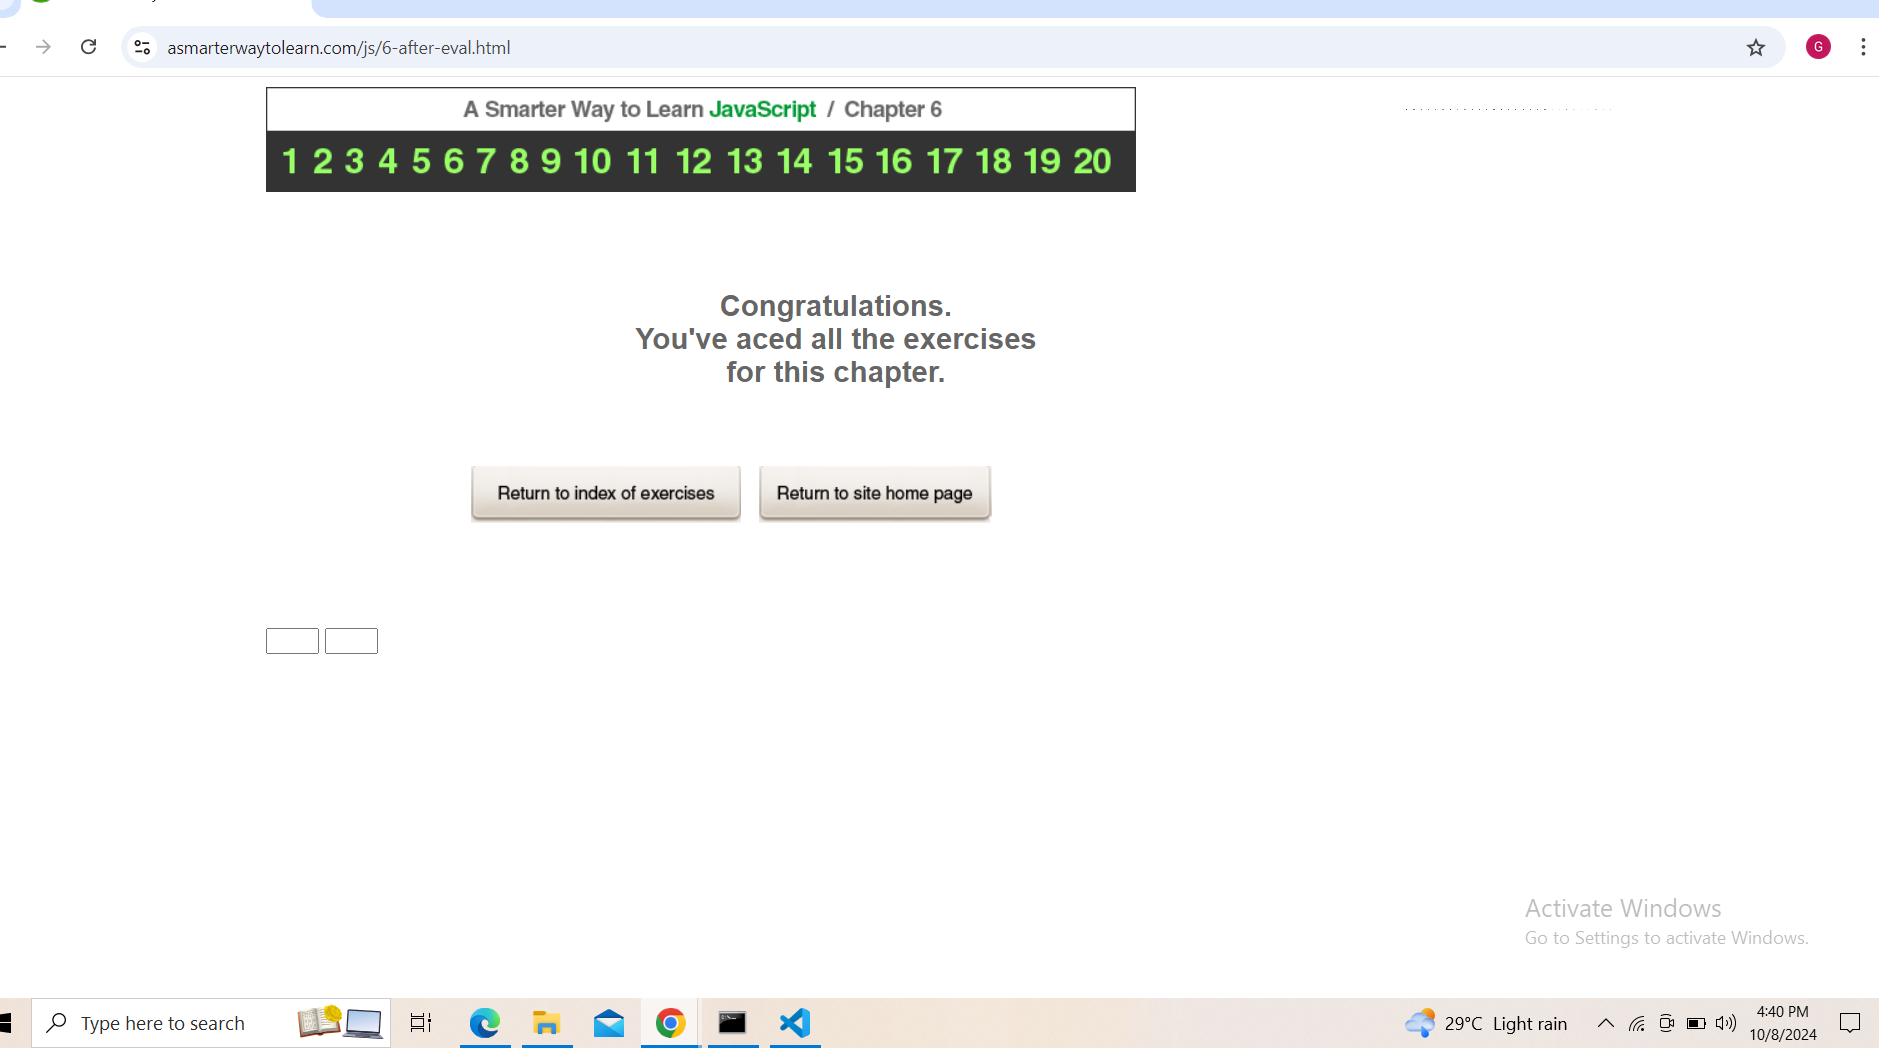 asmarterwaytolearn.com/js/6-after-eval.html
G
A Smarter Way to Learn JavaScript / Chapter 6
1 2 3 4 5 6 7 8 9 10 11 12 13 14 15 16 17 18 19 20
Congratulations.
You've aced all the exercises
for this chapter.
Return to index of exercises
Return to site home page
Activate Windows
Go to Settings to activate Windows.
Type here to search
29°C Light rain
4:40 PM
10/8/2024